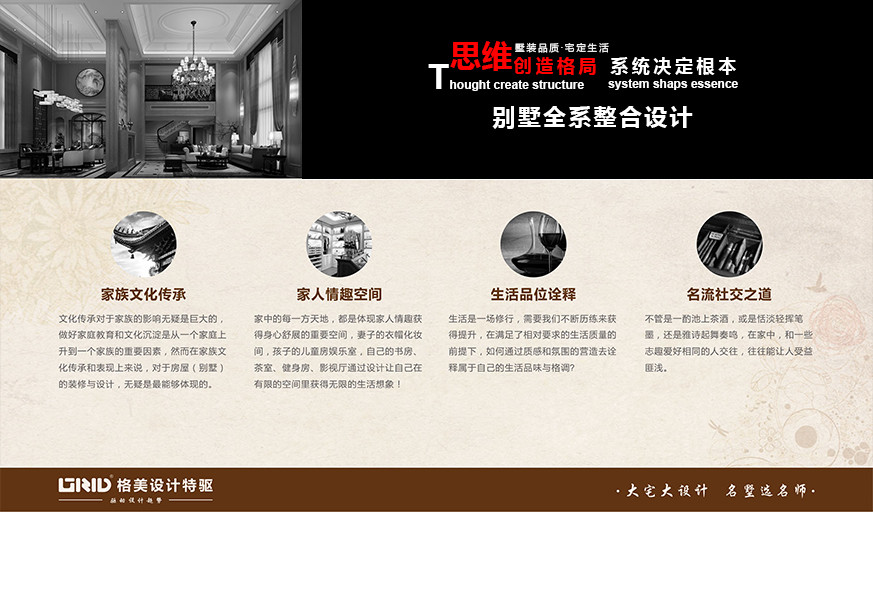 墅装品质·宅定生活
思维创造格局 系统决定根本
Thought create structure system shaps essence
别墅全系整合设计
家族文化传承
文化传承对于家族的影响无疑是巨大的，
做好家庭教育和文化沉淀是从一个家庭上
升到一个家族的重要因素，然而在家族文
化传承和表现上来说，对于房屋（别墅）
的装修与设计，无疑是最能够体现的。
家人情趣空间
家中的每一方天地，都是体现家人情趣获
得身心舒展的重要空间，妻子的衣帽化妆
间，孩子的儿童房娱乐室，自己的书房、
茶室、健身房、影视厅通过设计让自己在
有限的空间里获得无限的生活想象！
生活品位诠释
生活是一场修行，需要我们不断历练来获
得提升，在满足了相对要求的生活质量的
前提下，如何通过质感和氛围的营造去诠
释属于自己的生活品味与格调?
名流社交之道
不管是一酌池上茶酒，或是恬淡轻挥笔
墨，还是雅诗起舞奏鸣，在家中，和一些
志趣爱好相同的人交往，往往能让人受益
匪浅。
GRID 格美设计特驱
驱动设计趋势
·大宅大设计 名墅选名师·